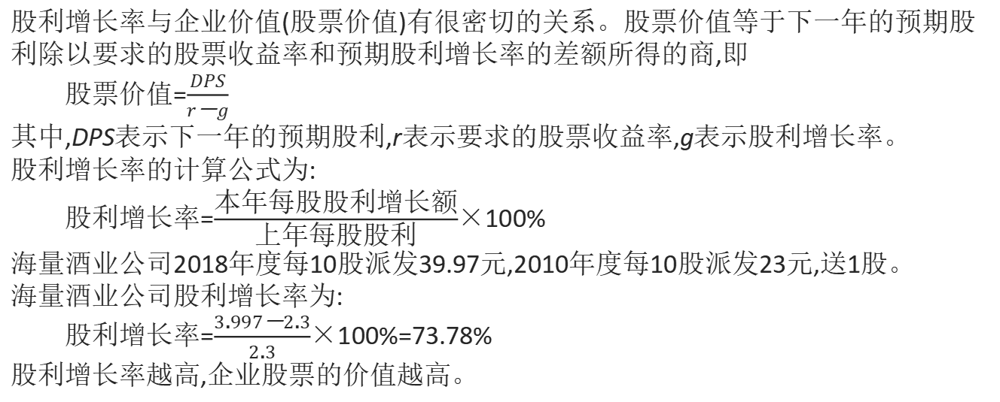 股利增长率与企业价值(股票价值)有很密切的关系。股票价值等于下一年的预期股
利除以要求的股票收益率和预期股利增长率的差额所得的商,即
股票价值=DPS/(r－g)
其中,DPS表示下一年的预期股利,r表示要求的股票收益率,g表示股利增长率。
股利增长率的计算公式为:
股利增长率=本年每股股利增长额/上年每股股利×100%
海量酒业公司2018年度每10股派发39.97元,2010年度每10股派发23元,送1股。
海量酒业公司股利增长率为:
股利增长率=(3.997－2.3)/2.3×100%=73.78%
股利增长率越高,企业股票的价值越高。